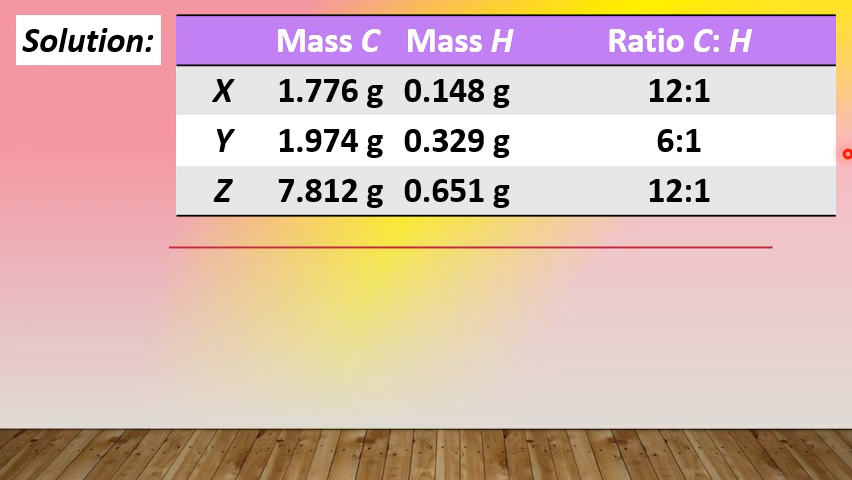 Solution:
Mass C Mass H Ratio C: H
X 1.776 g 0.148 g 12:1
Y 1.974 g 0.329 g 6:1
Z 7.812 g 0.651 g 12:1